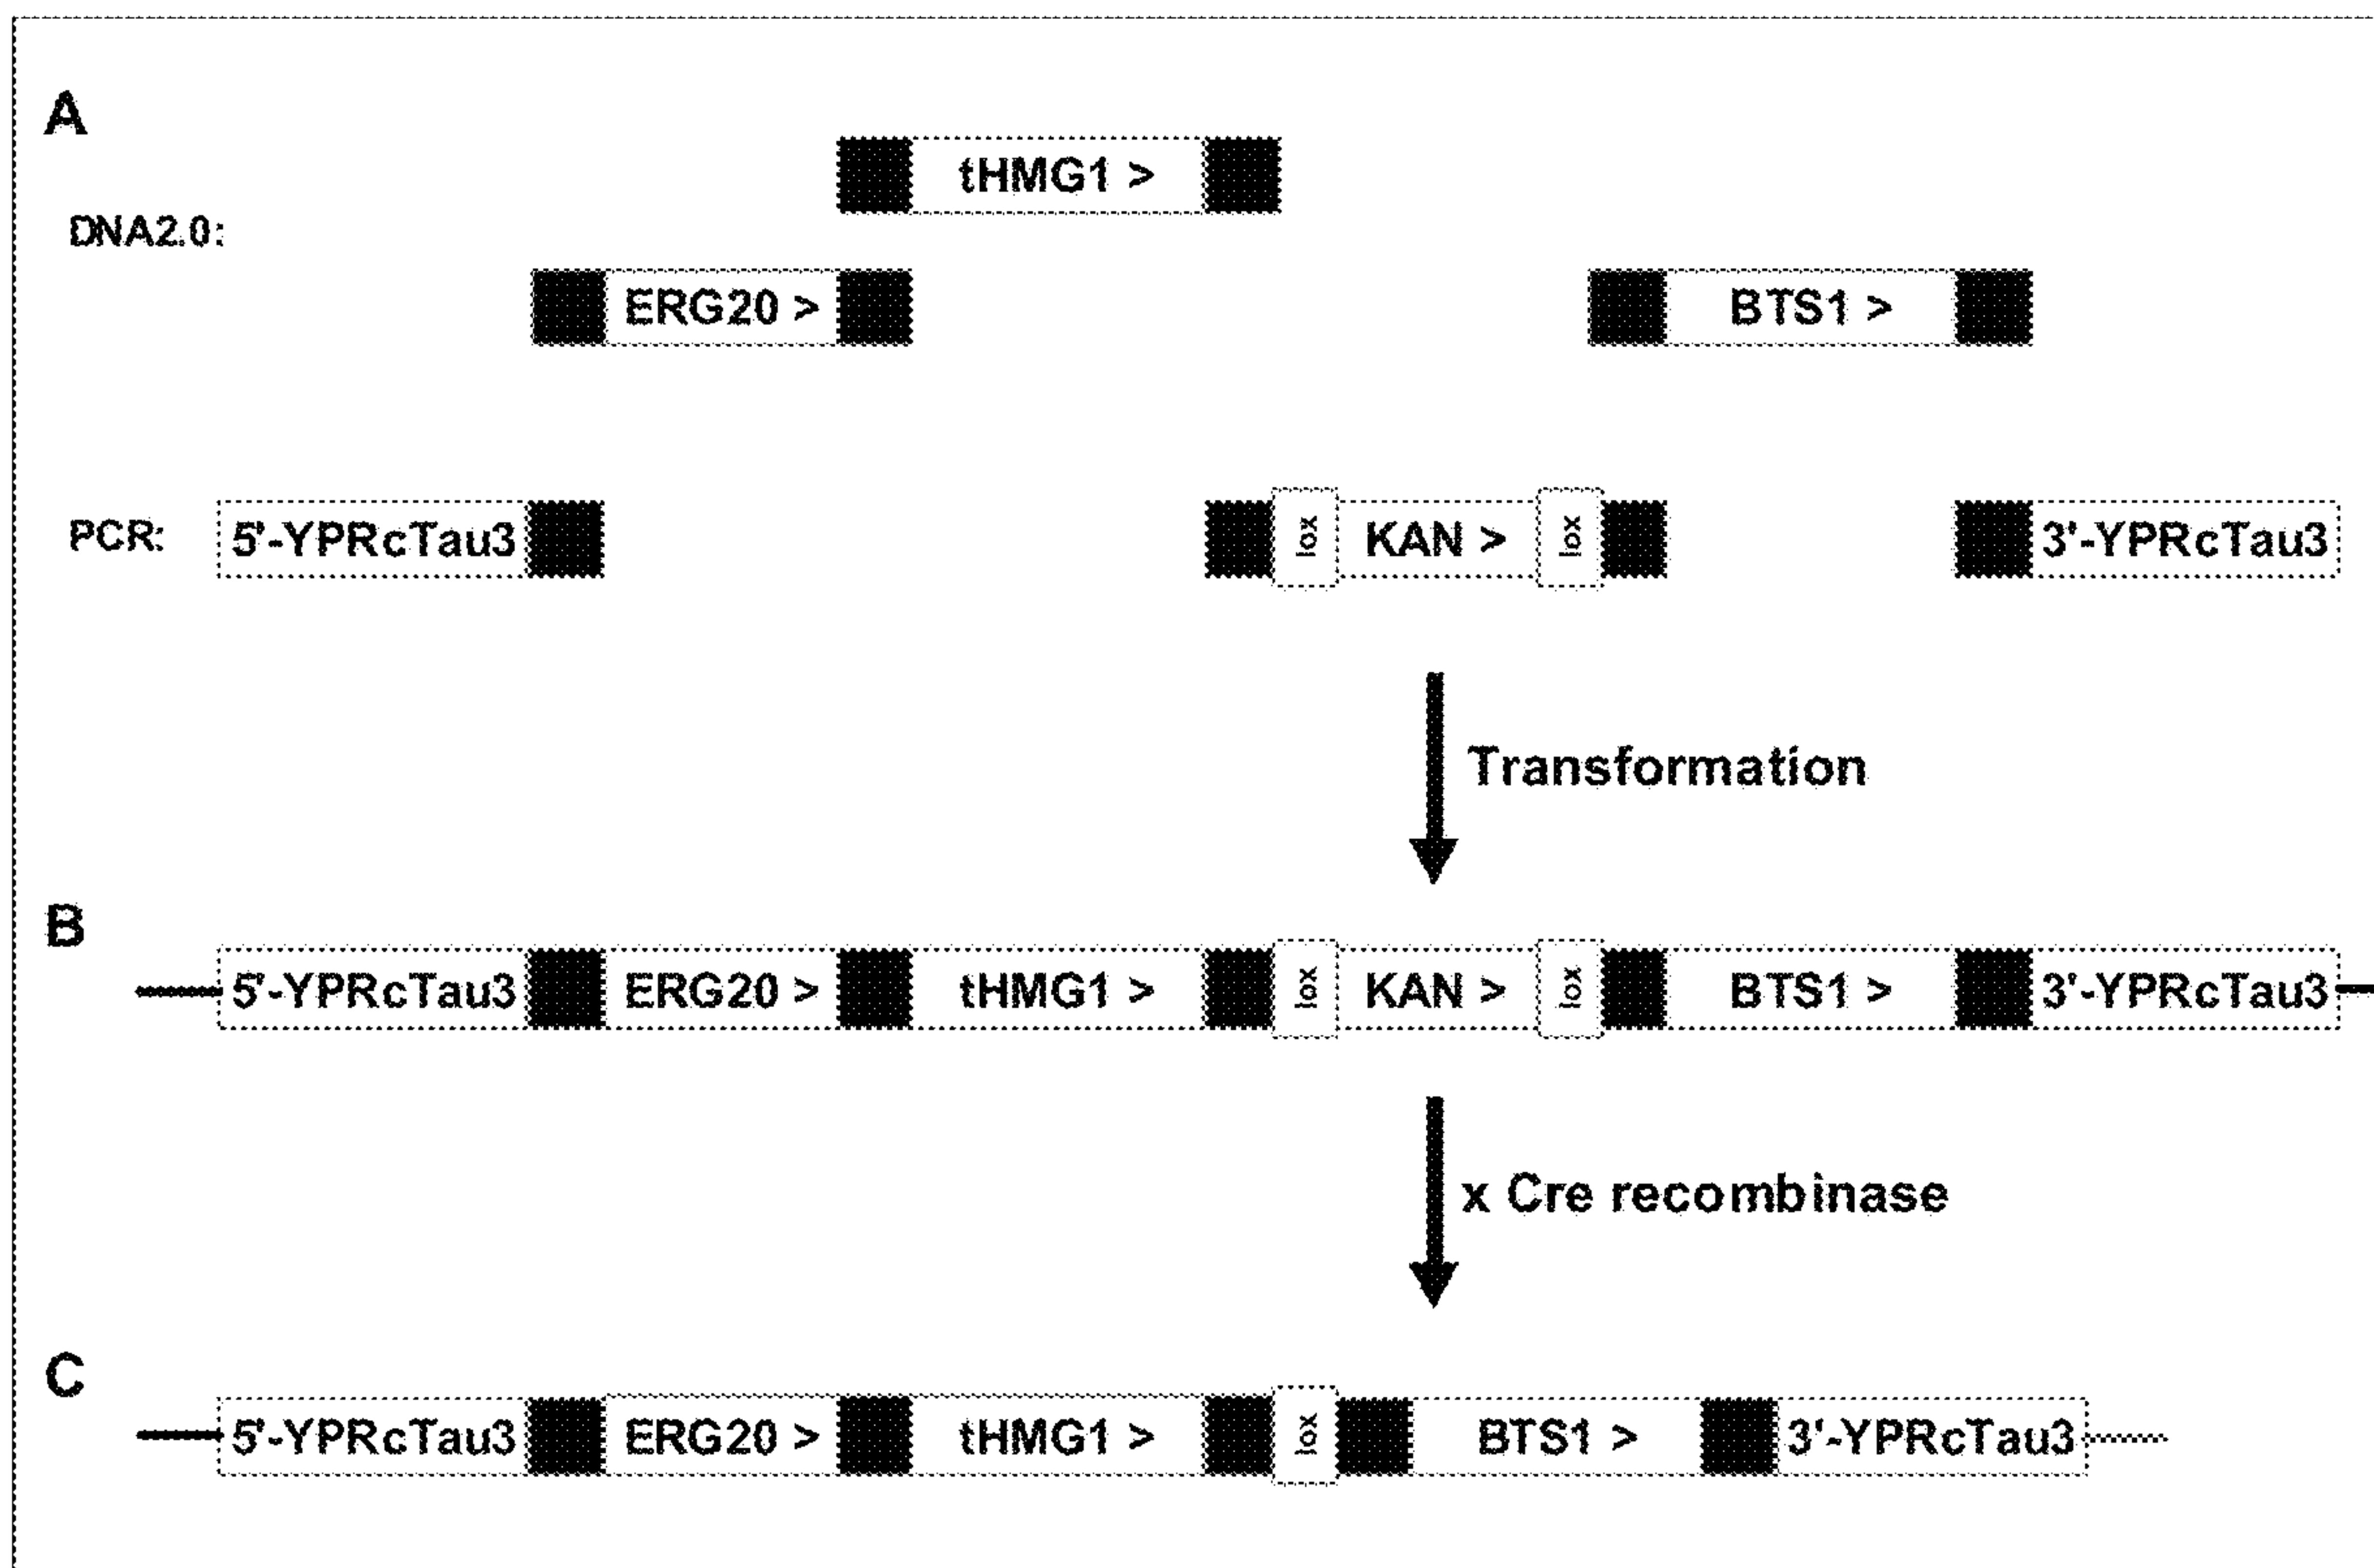 A
tHMG1 >
DNA2.0:
ERG20 > BTS1 >
PCR: 5'-YPRcTau3 lox KAN > lox 3'-YPRcTau3
Transformation
B
5'-YPRcTau3 ERG20 > tHMG1 > lox KAN > lox BTS1 > 3'-YPRcTau3
x Cre recombinase
C
5'-YPRcTau3 ERG20 > tHMG1 > lox BTS1 > 3'-YPRcTau3